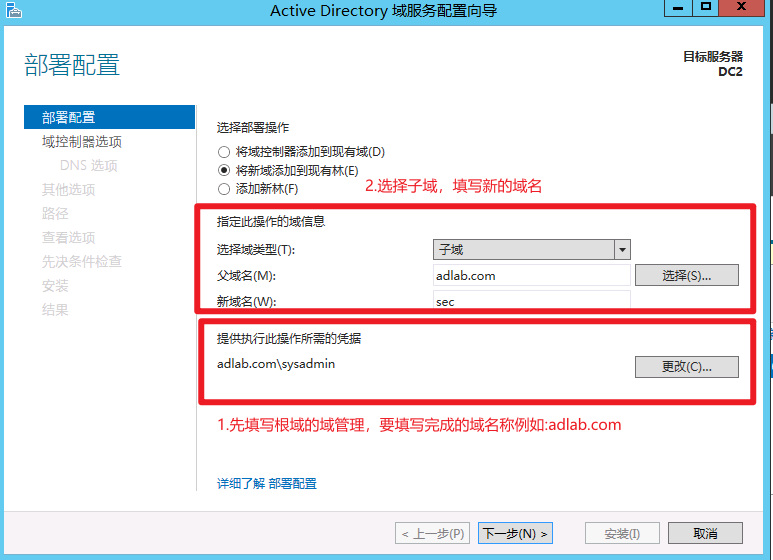 Active Directory 域服务配置向导
部署配置
目标服务器
DC2
部署配置
域控制器选项
DNS 选项
其他选项
路径
查看选项
先决条件检查
安装
结果
选择部署操作
将域控制器添加到现有域(D)
将新域添加到现有林(E)
添加新林(F)
2.选择子域，填写新的域名
指定此操作的域信息
选择域类型(T): 子域
父域名(M): adlab.com 选择(S)...
新域名(W): sec
提供执行此操作所需的凭据
adlab.com\sysadmin 更改(C)...
1.先填写根域的域管理，要填写完成的域名称例如:adlab.com
详细了解 部署配置
< 上一步(P) 下一步(N) > 安装(I) 取消